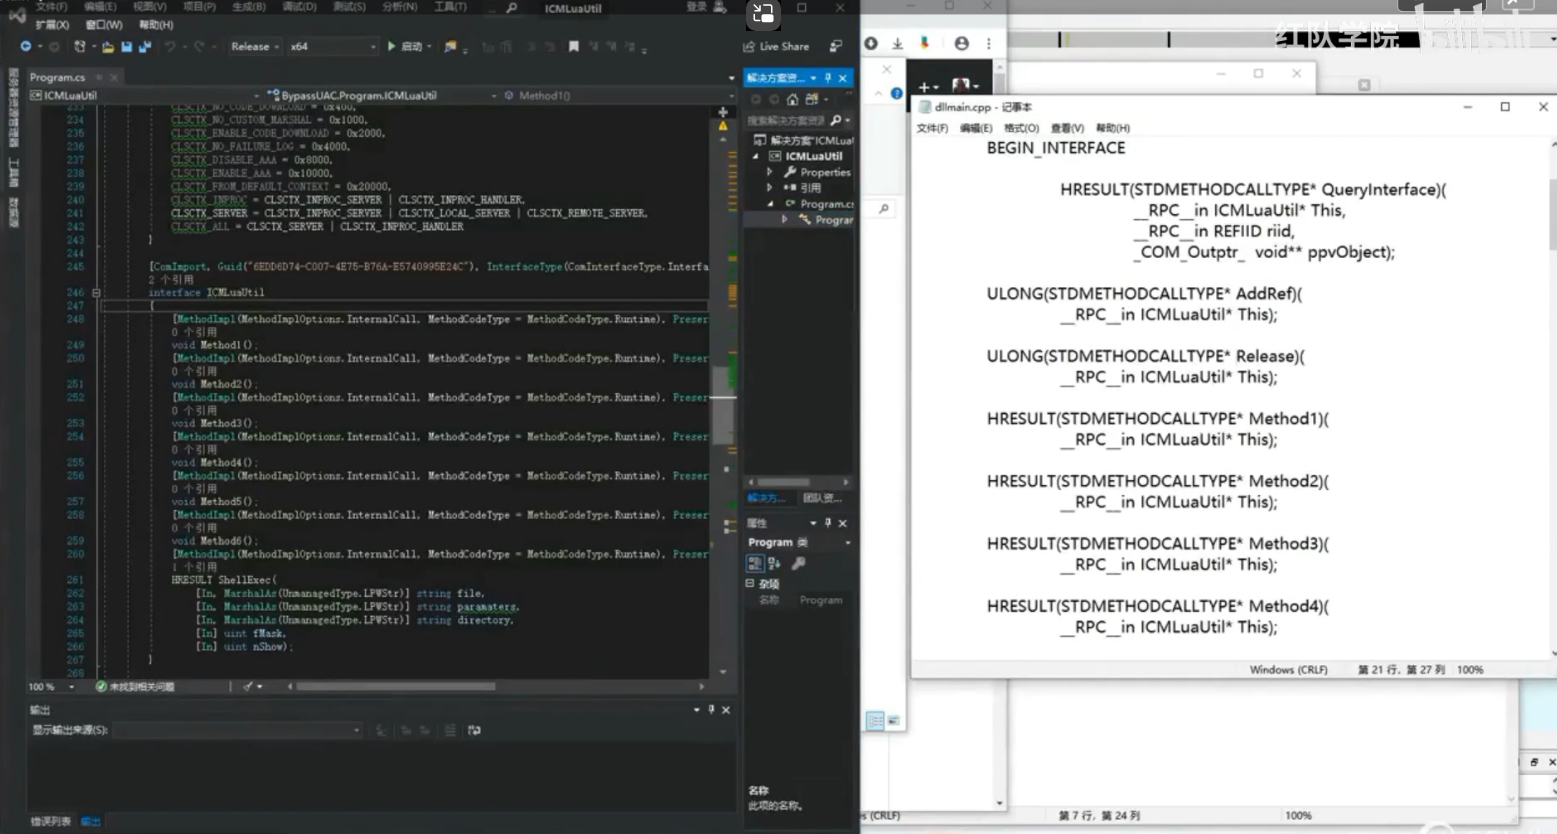 文件(F) 编辑(E) 视图(V) 项目(P) 生成(B) 调试(D) 测试(S) 分析(N) 工具(T) ICMLuaUtil 登录
扩展(X) 窗口(W) 帮助(H)
Release x64 启动 Live Share
Program.cs
ICMLuaUtil BypassUAC.Program.ICMLuaUtil Method1()
233 CLSCTX_NO_CODE_DOWNLOAD = 0x400,
234 CLSCTX_NO_CUSTOM_MARSHAL = 0x1000,
235 CLSCTX_ENABLE_CODE_DOWNLOAD = 0x2000,
236 CLSCTX_NO_FAILURE_LOG = 0x4000,
237 CLSCTX_DISABLE_AAA = 0x8000,
238 CLSCTX_ENABLE_AAA = 0x10000,
239 CLSCTX_FROM_DEFAULT_CONTEXT = 0x20000,
240 CLSCTX_INPROC = CLSCTX_INPROC_SERVER | CLSCTX_INPROC_HANDLER,
241 CLSCTX_SERVER = CLSCTX_INPROC_SERVER | CLSCTX_LOCAL_SERVER | CLSCTX_REMOTE_SERVER,
242 CLSCTX_ALL = CLSCTX_SERVER | CLSCTX_INPROC_HANDLER
243 }
244
245 [ComImport, Guid("6EDD6D74-C007-4E75-B76A-E5740995E24C"), InterfaceType(ComInterfaceType.Interfa
2 个引用
246 interface ICMLuaUtil
247 {
248 [MethodImpl(MethodImplOptions.InternalCall, MethodCodeType = MethodCodeType.Runtime), Preser
0 个引用
249 void Method1();
250 [MethodImpl(MethodImplOptions.InternalCall, MethodCodeType = MethodCodeType.Runtime), Preser
0 个引用
251 void Method2();
252 [MethodImpl(MethodImplOptions.InternalCall, MethodCodeType = MethodCodeType.Runtime), Preser
0 个引用
253 void Method3();
254 [MethodImpl(MethodImplOptions.InternalCall, MethodCodeType = MethodCodeType.Runtime), Preser
0 个引用
255 void Method4();
256 [MethodImpl(MethodImplOptions.InternalCall, MethodCodeType = MethodCodeType.Runtime), Preser
0 个引用
257 void Method5();
258 [MethodImpl(MethodImplOptions.InternalCall, MethodCodeType = MethodCodeType.Runtime), Preser
0 个引用
259 void Method6();
260 [MethodImpl(MethodImplOptions.InternalCall, MethodCodeType = MethodCodeType.Runtime), Preser
1 个引用
261 HRESULT ShellExec(
262 [In, MarshalAs(UnmanagedType.LPWStr)] string file,
263 [In, MarshalAs(UnmanagedType.LPWStr)] string paramaters,
264 [In, MarshalAs(UnmanagedType.LPWStr)] string directory,
265 [In] uint fMask,
266 [In] uint nShow);
267 }
268
100 % 未找到相关问题
输出
显示输出来源(S):
错误列表 输出
服务器资源管理器
工具箱
数据源
解决方案资...
搜索解决方案资源
解决方案"ICMLual
ICMLuaUtil
Properties
引用
Program.cs
Prograr
解决方... 团队资...
属性
Program 类
杂项
名称 Program
名称
此项的名称。
红队学院 bilibili
dllmain.cpp - 记事本
文件(F) 编辑(E) 格式(O) 查看(V) 帮助(H)
BEGIN_INTERFACE
HRESULT(STDMETHODCALLTYPE* QueryInterface)(
__RPC__in ICMLuaUtil* This,
__RPC__in REFIID riid,
_COM_Outptr_ void** ppvObject);
ULONG(STDMETHODCALLTYPE* AddRef)(
__RPC__in ICMLuaUtil* This);
ULONG(STDMETHODCALLTYPE* Release)(
__RPC__in ICMLuaUtil* This);
HRESULT(STDMETHODCALLTYPE* Method1)(
__RPC__in ICMLuaUtil* This);
HRESULT(STDMETHODCALLTYPE* Method2)(
__RPC__in ICMLuaUtil* This);
HRESULT(STDMETHODCALLTYPE* Method3)(
__RPC__in ICMLuaUtil* This);
HRESULT(STDMETHODCALLTYPE* Method4)(
__RPC__in ICMLuaUtil* This);
Windows (CRLF) 第 21 行，第 27 列 100%
s (CRLF) 第 7 行，第 24 列 100%